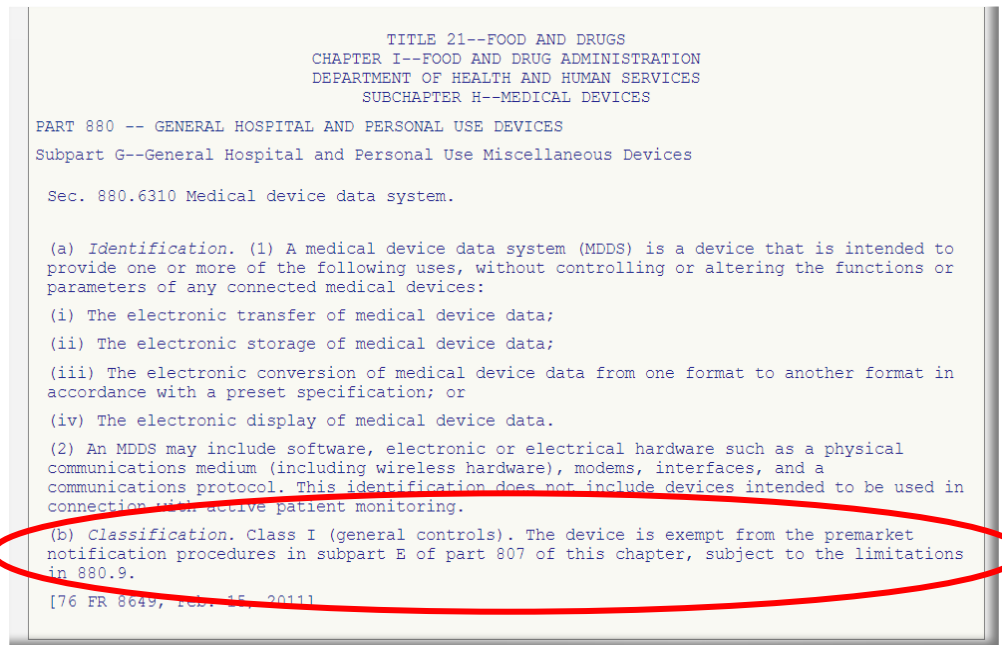 TITLE 21--FOOD AND DRUGS
CHAPTER I--FOOD AND DRUG ADMINISTRATION
DEPARTMENT OF HEALTH AND HUMAN SERVICES
SUBCHAPTER H--MEDICAL DEVICES
PART 880 -- GENERAL HOSPITAL AND PERSONAL USE DEVICES
Subpart G--General Hospital and Personal Use Miscellaneous Devices
Sec. 880.6310 Medical device data system.
(a) Identification. (1) A medical device data system (MDDS) is a device that is intended to
provide one or more of the following uses, without controlling or altering the functions or
parameters of any connected medical devices:
(i) The electronic transfer of medical device data;
(ii) The electronic storage of medical device data;
(iii) The electronic conversion of medical device data from one format to another format in
accordance with a preset specification; or
(iv) The electronic display of medical device data.
(2) An MDDS may include software, electronic or electrical hardware such as a physical
communications medium (including wireless hardware), modems, interfaces, and a
communications protocol. This identification does not include devices intended to be used in
connection with active patient monitoring.
(b) Classification. Class I (general controls). The device is exempt from the premarket
notification procedures in subpart E of part 807 of this chapter, subject to the limitations
in 880.9.
[76 FR 8649, Feb. 15, 2011]